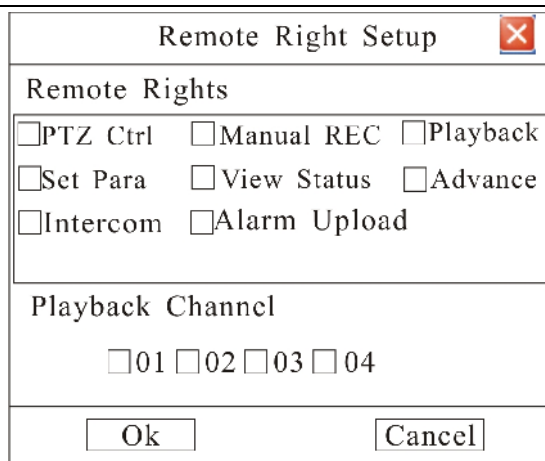 Remote Right Setup
Remote Rights
PTZ Ctrl Manual REC Playback
Set Para View Status Advance
Intercom Alarm Upload
Playback Channel
01 02 03 04
Ok Cancel